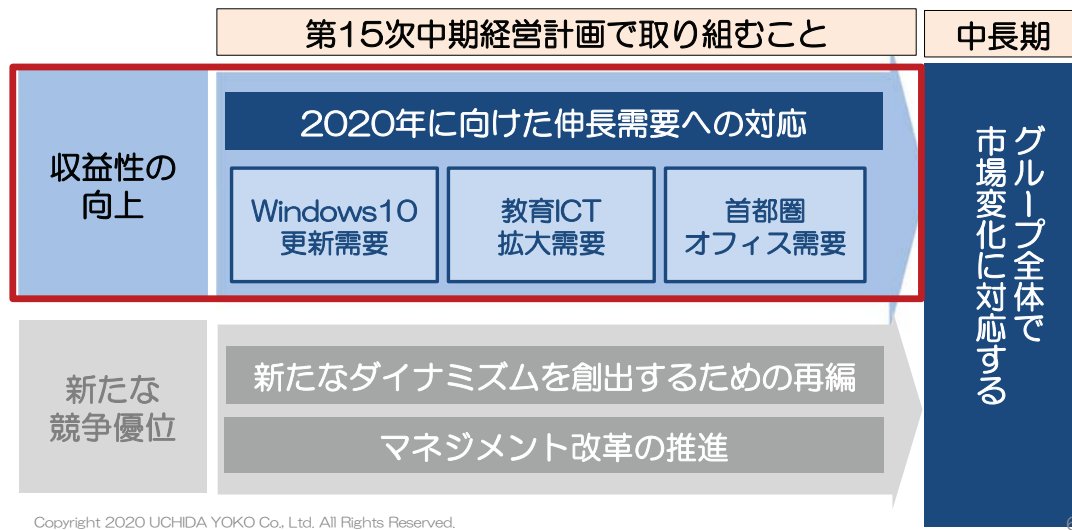 第15次中期経営計画で取り組むこと
中長期
収益性の
向上
2020年に向けた伸長需要への対応
Windows10
更新需要
教育ICT
拡大需要
首都圏
オフィス需要
グループ全体で
市場変化に対応する
新たな
競争優位
新たなダイナミズムを創出するための再編
マネジメント改革の推進
Copyright 2020 UCHIDA YOKO Co., Ltd. All Rights Reserved.